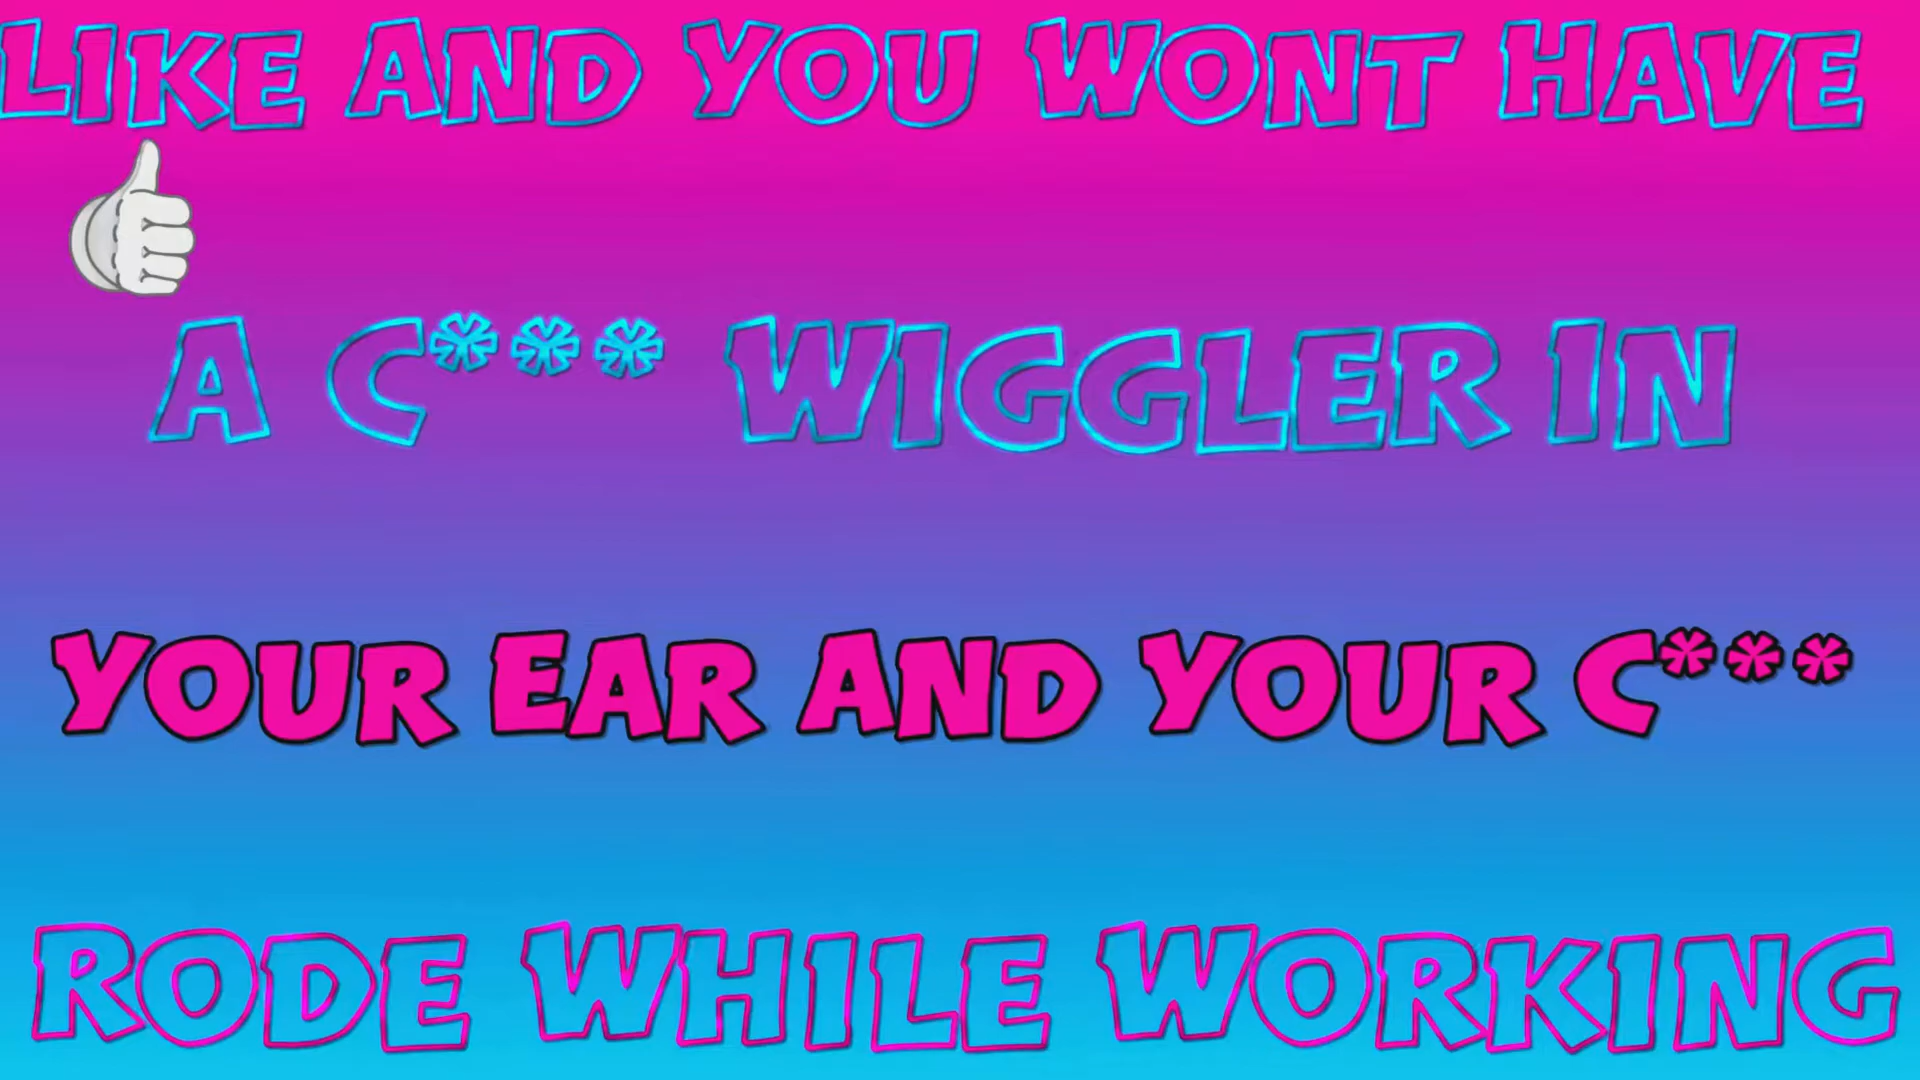 LIKE AND YOU WONT HAVE
A C*** WIGGLER IN
YOUR EAR AND YOUR C***
RODE WHILE WORKING